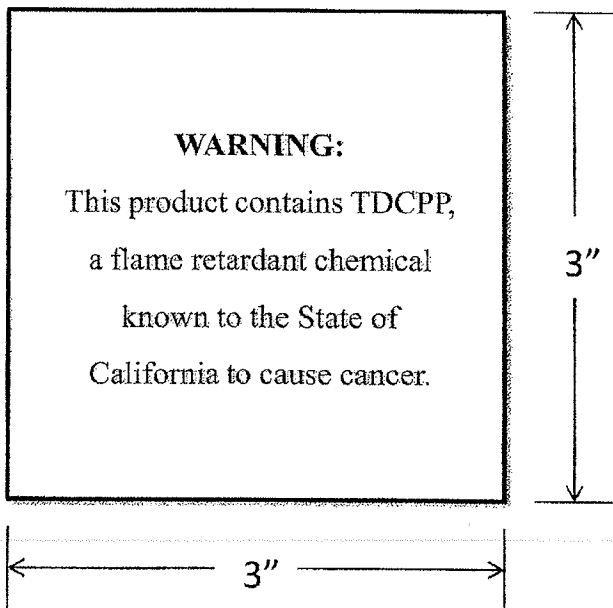 WARNING:
This product contains TDCPP,
a flame retardant chemical
known to the State of
California to cause cancer.
3"
3"